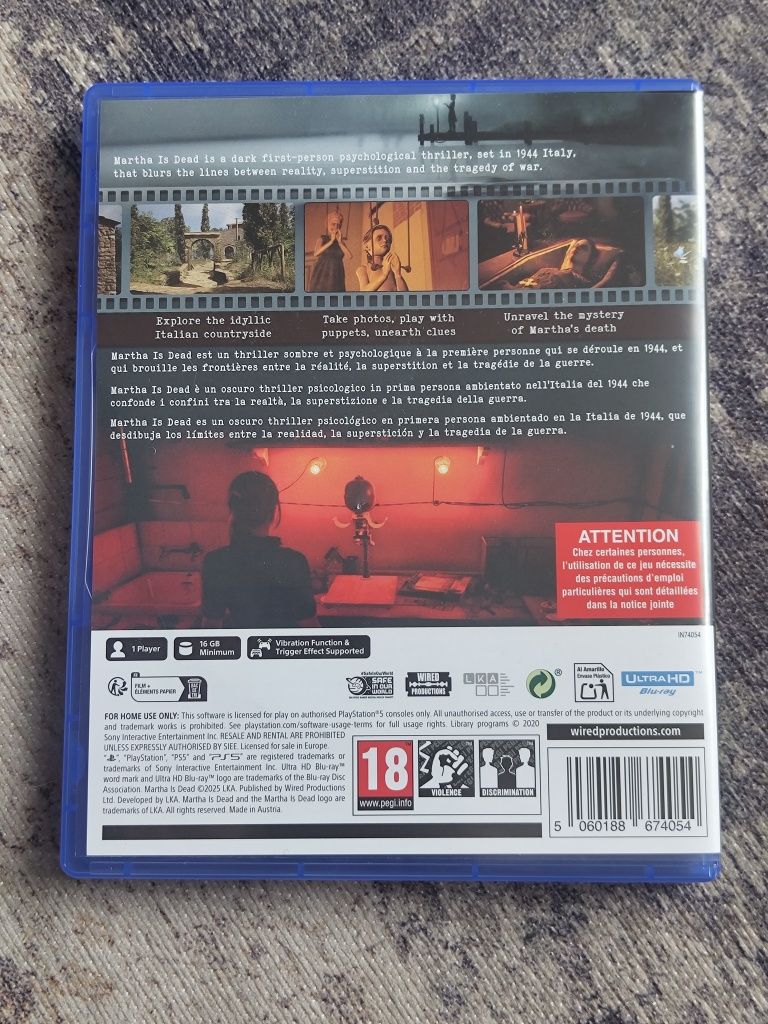 Martha Is Dead is a dark first-person psychological thriller, set in 1944 Italy,
that blurs the lines between reality, superstition and the tragedy of war.
Explore the idyllic
Italian countryside
Take photos, play with
puppets, unearth clues
Unravel the mystery
of Martha's death
Martha Is Dead est un thriller sombre et psychologique à la première personne qui se déroule en 1944, et
qui brouille les frontières entre la réalité, la superstition et la tragédie de la guerre.
Martha Is Dead è un oscuro thriller psicologico in prima persona ambientato nell'Italia del 1944 che
confonde i confini tra la realtà, la superstizione e la tragedia della guerra.
Martha Is Dead es un oscuro thriller psicológico en primera persona ambientado en la Italia de 1944, que
desdibuja los límites entre la realidad, la superstición y la tragedia de la guerra.
ATTENTION
Chez certaines personnes,
l'utilisation de ce jeu nécessite
des précautions d'emploi
particulières qui sont détaillées
dans la notice jointe
IN74054
1 Player
16 GB
Minimum
Vibration Function &
Trigger Effect Supported
FR
FILM +
ÉLÉMENTS PAPIER
#SafeInOurWorld
SAFE
IN OUR
WORLD
WIRED
PRODUCTIONS
LKA
®
Al Amarillo
Envase Plástico
ULTRA HD™
Blu-ray
FOR HOME USE ONLY: This software is licensed for play on authorised PlayStation®5 consoles only. All unauthorised access, use or transfer of the product or its underlying copyright
and trademark works is prohibited. See playstation.com/software-usage-terms for full usage rights. Library programs © 2020
Sony Interactive Entertainment Inc. RESALE AND RENTAL ARE PROHIBITED
UNLESS EXPRESSLY AUTHORISED BY SIEE. Licensed for sale in Europe.
"PlayStation", "PS5" and "PS5" are registered trademarks or
trademarks of Sony Interactive Entertainment Inc. Ultra HD Blu-ray™
word mark and Ultra HD Blu-ray™ logo are trademarks of the Blu-ray Disc
Association. Martha Is Dead ©2025 LKA. Published by Wired Productions
Ltd. Developed by LKA. Martha Is Dead and the Martha Is Dead logo are
trademarks of LKA. All rights reserved. Made in Austria.
18
www.pegi.info
VIOLENCE
DISCRIMINATION
wiredproductions.com
5 060188 674054